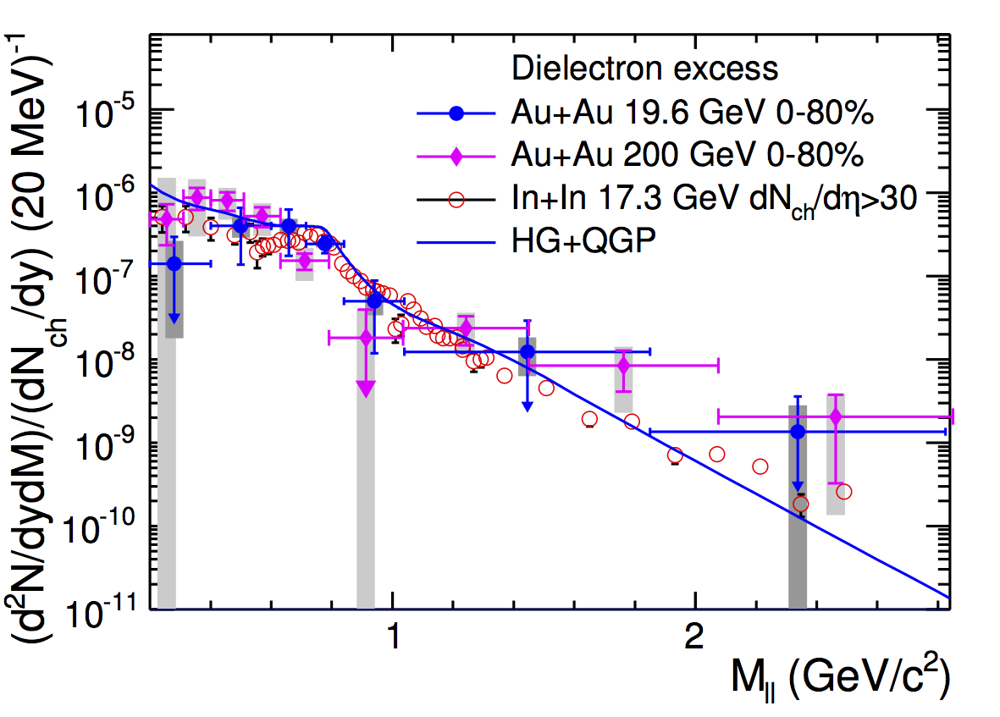 (d²N/dydM)/(dN_ch/dy) (20 MeV)⁻¹
Dielectron excess
Au+Au 19.6 GeV 0-80%
Au+Au 200 GeV 0-80%
In+In 17.3 GeV dN_ch/dη>30
HG+QGP
10⁻⁵
10⁻⁶
10⁻⁷
10⁻⁸
10⁻⁹
10⁻¹⁰
10⁻¹¹
1 2
M_ll (GeV/c²)